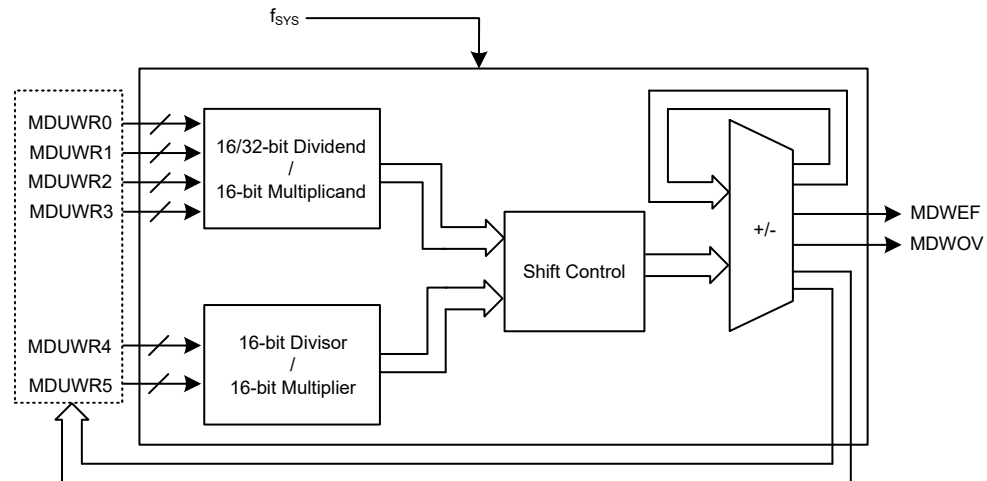 fSYS
MDUWR0
MDUWR1
MDUWR2
MDUWR3
MDUWR4
MDUWR5
16/32-bit Dividend
/
16-bit Multiplicand
16-bit Divisor
/
16-bit Multiplier
Shift Control
+/-
MDWEF
MDWOV